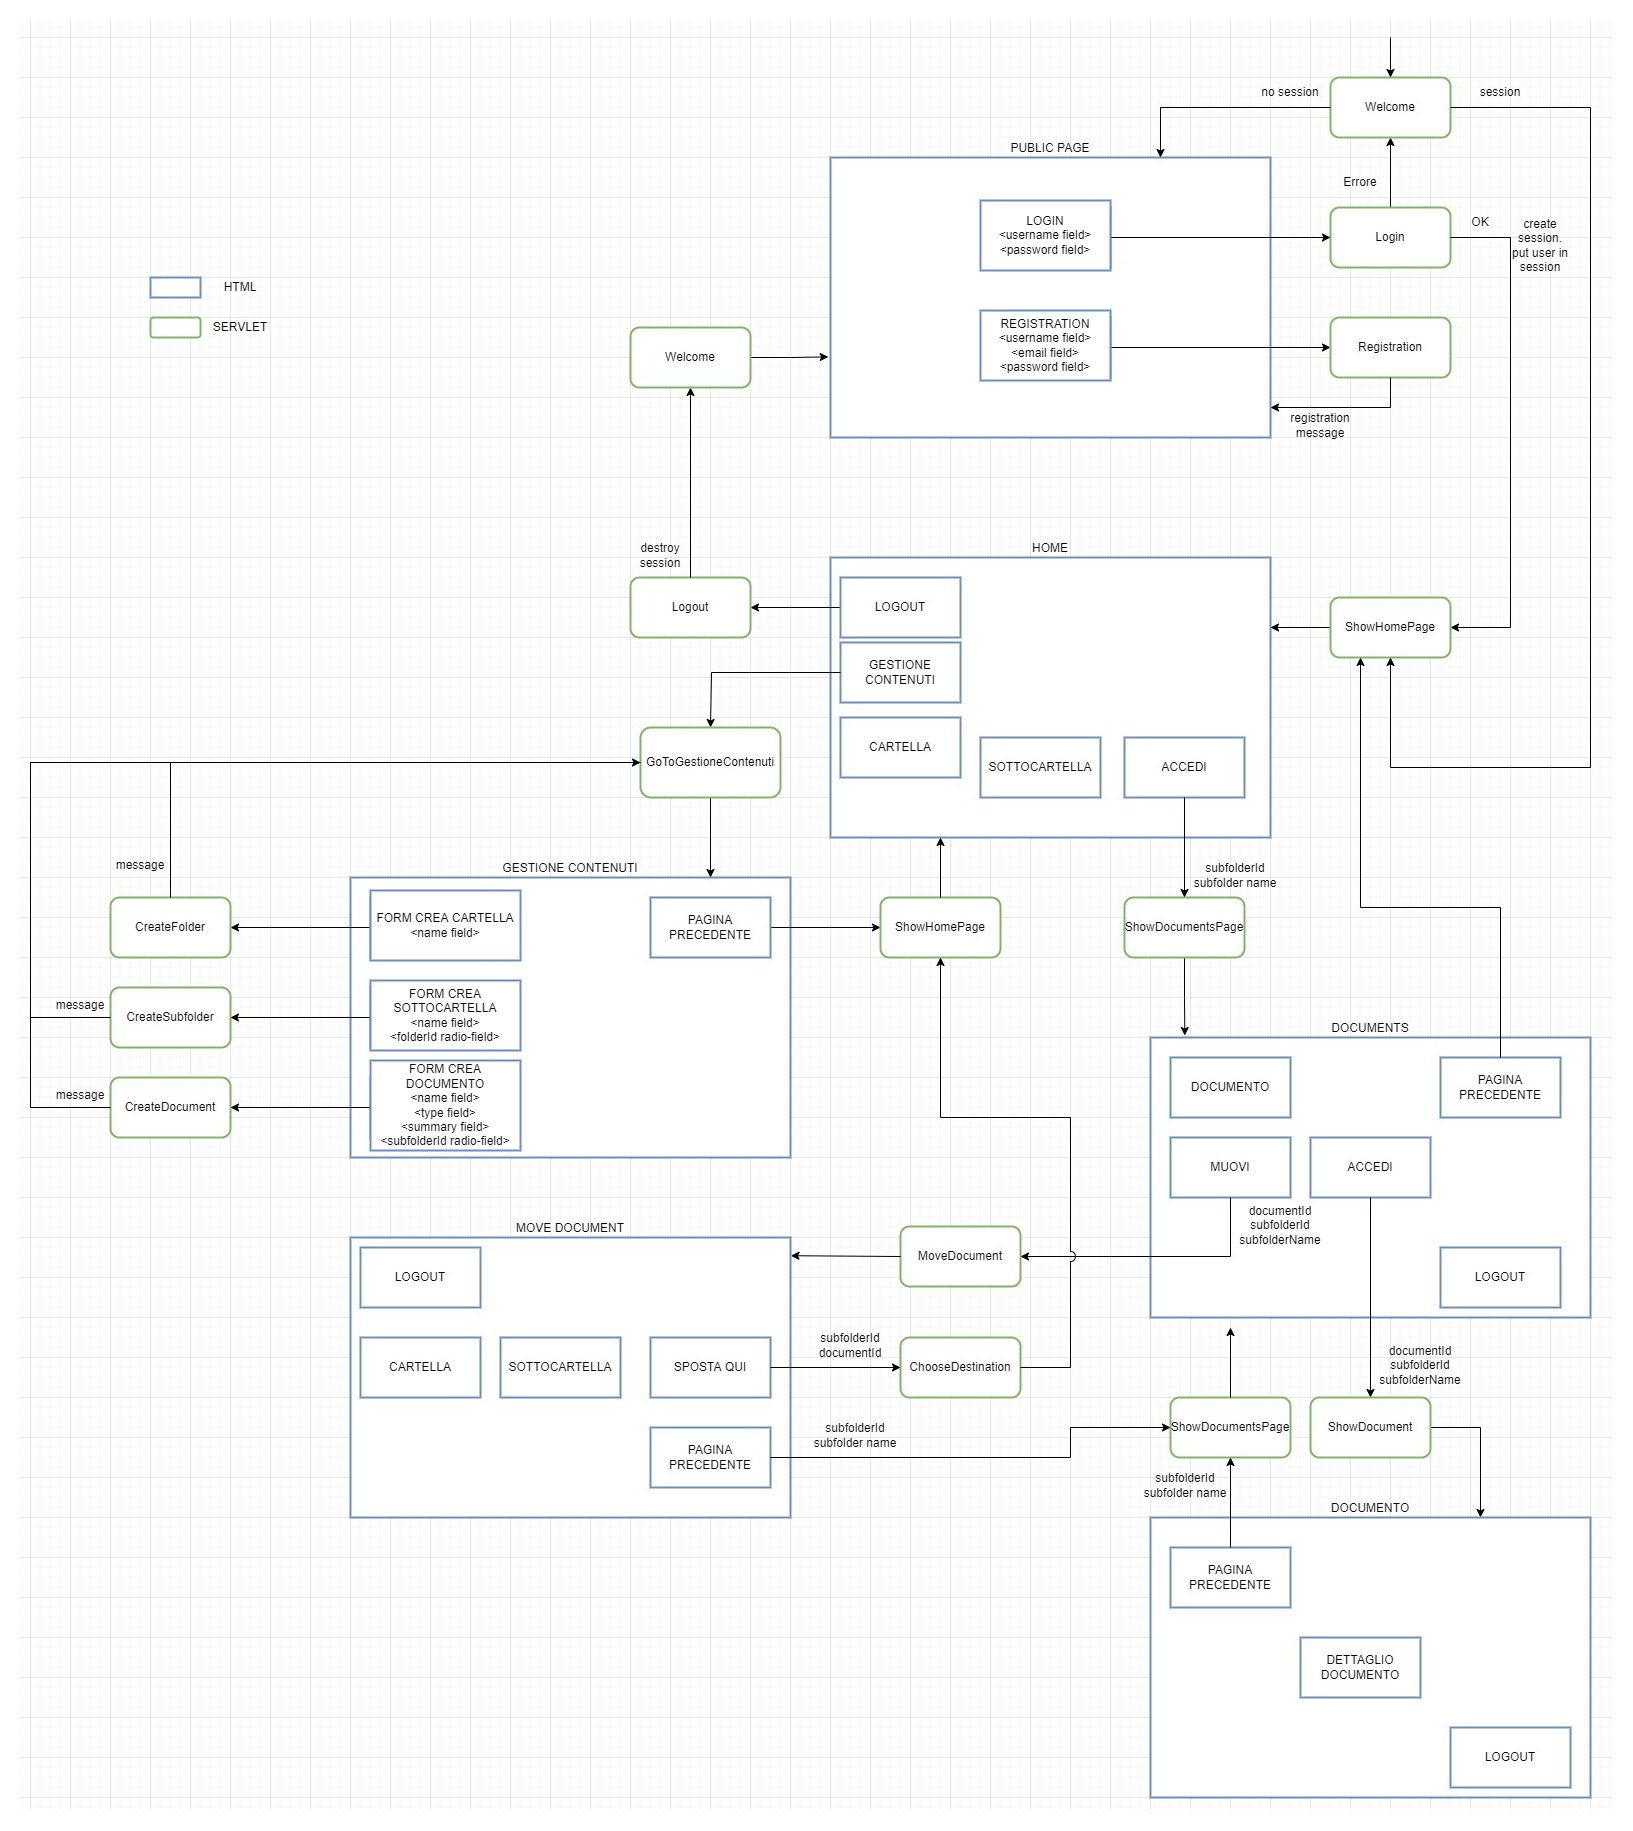 no session
Welcome
session
PUBLIC PAGE
Errore
LOGIN
<username field>
<password field>
Login
OK
create
session.
put user in
session
HTML
SERVLET
REGISTRATION
<username field>
<email field>
<password field>
Registration
Welcome
registration
message
destroy
session
HOME
Logout
LOGOUT
ShowHomePage
GESTIONE
CONTENUTI
GoToGestioneContenuti
CARTELLA
SOTTOCARTELLA
ACCEDI
message
GESTIONE CONTENUTI
subfolderId
subfolder name
CreateFolder
FORM CREA CARTELLA
<name field>
PAGINA
PRECEDENTE
ShowHomePage
ShowDocumentsPage
message
CreateSubfolder
FORM CREA
SOTTOCARTELLA
<name field>
<folderId radio-field>
DOCUMENTS
message
CreateDocument
FORM CREA
DOCUMENTO
<name field>
<type field>
<summary field>
<subfolderId radio-field>
DOCUMENTO
PAGINA
PRECEDENTE
MUOVI
ACCEDI
documentId
subfolderId
subfolderName
MOVE DOCUMENT
MoveDocument
LOGOUT
LOGOUT
CARTELLA
SOTTOCARTELLA
SPOSTA QUI
subfolderId
documentId
ChooseDestination
documentId
subfolderId
subfolderName
PAGINA
PRECEDENTE
subfolderId
subfolder name
ShowDocumentsPage
ShowDocument
subfolderId
subfolder name
DOCUMENTO
PAGINA
PRECEDENTE
DETTAGLIO
DOCUMENTO
LOGOUT